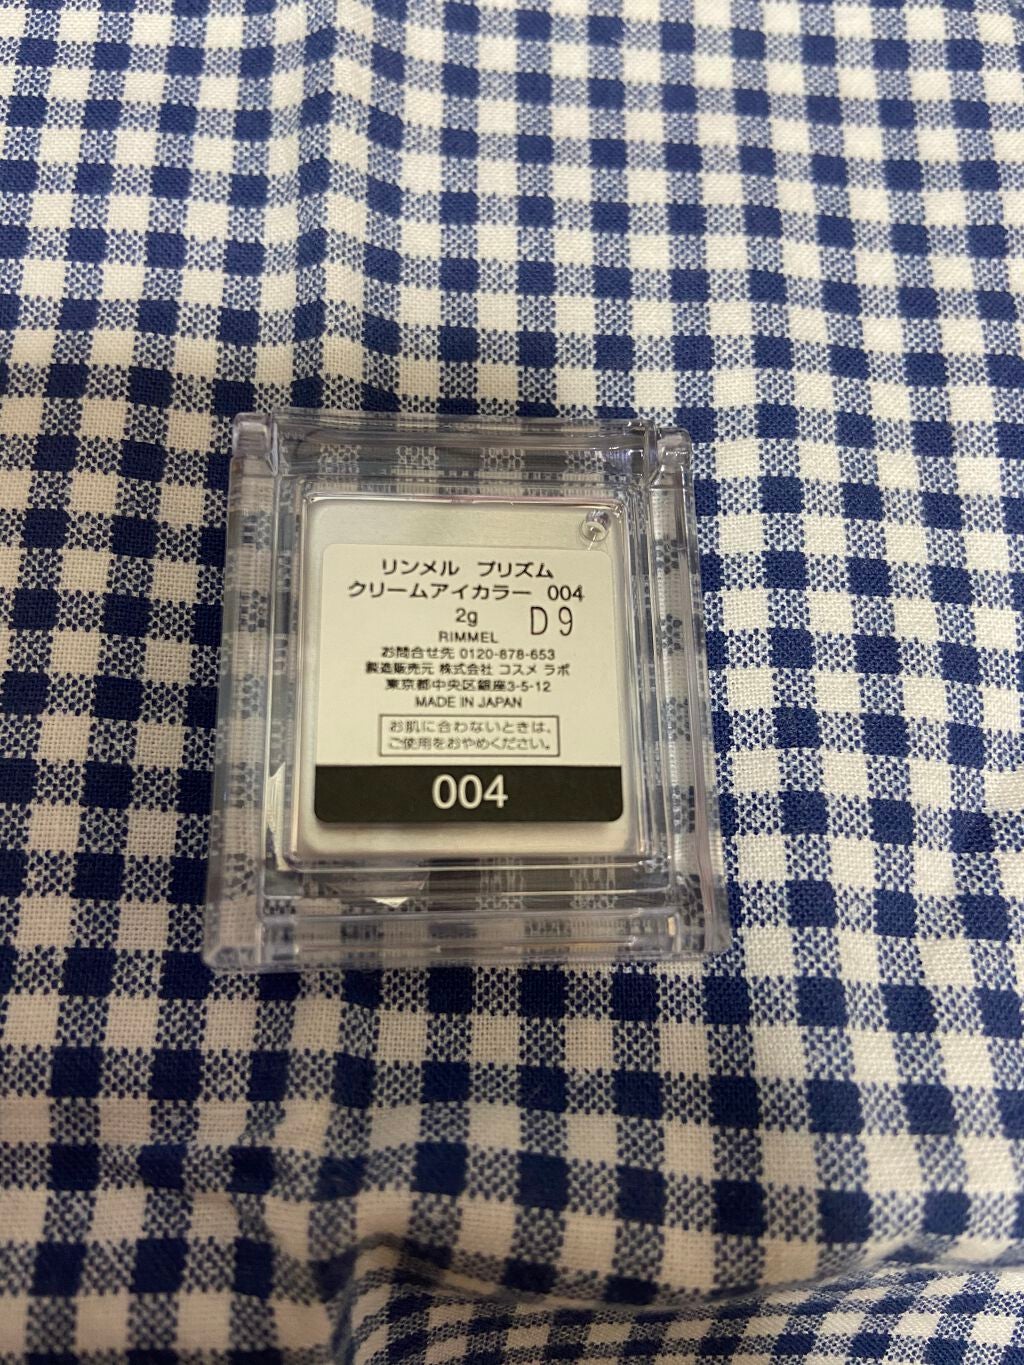 リンメル プリズム
クリームアイカラー 004
2g D9
RIMMEL
お問合せ先 0120-878-653
製造販売元 株式会社 コスメ ラボ
東京都中央区銀座3-5-12
MADE IN JAPAN
お肌に合わないときは、
ご使用をおやめください。
004